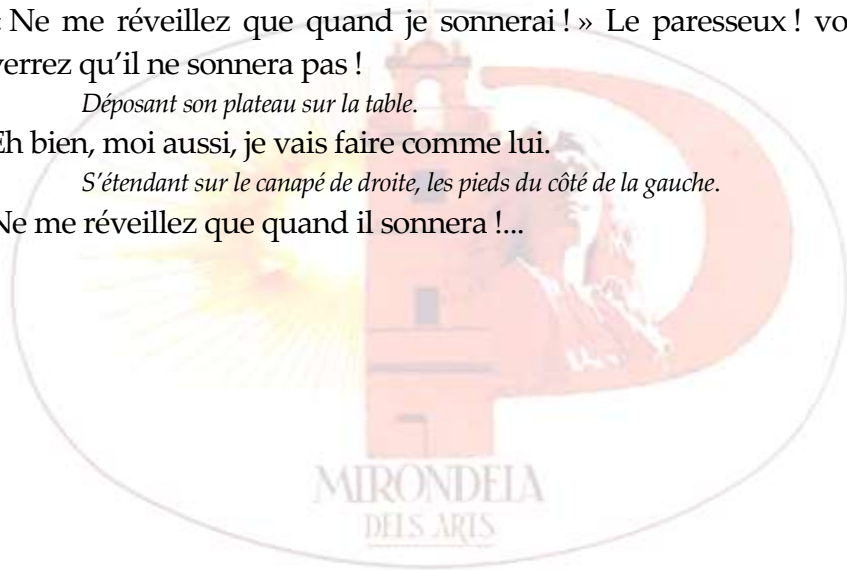 « Ne me réveillez que quand je sonnerai ! » Le paresseux ! vo
verrez qu’il ne sonnera pas !
Déposant son plateau sur la table.
Eh bien, moi aussi, je vais faire comme lui.
S’étendant sur le canapé de droite, les pieds du côté de la gauche.
Ne me réveillez que quand il sonnera !...
MIRONDELA
DELS ARTS